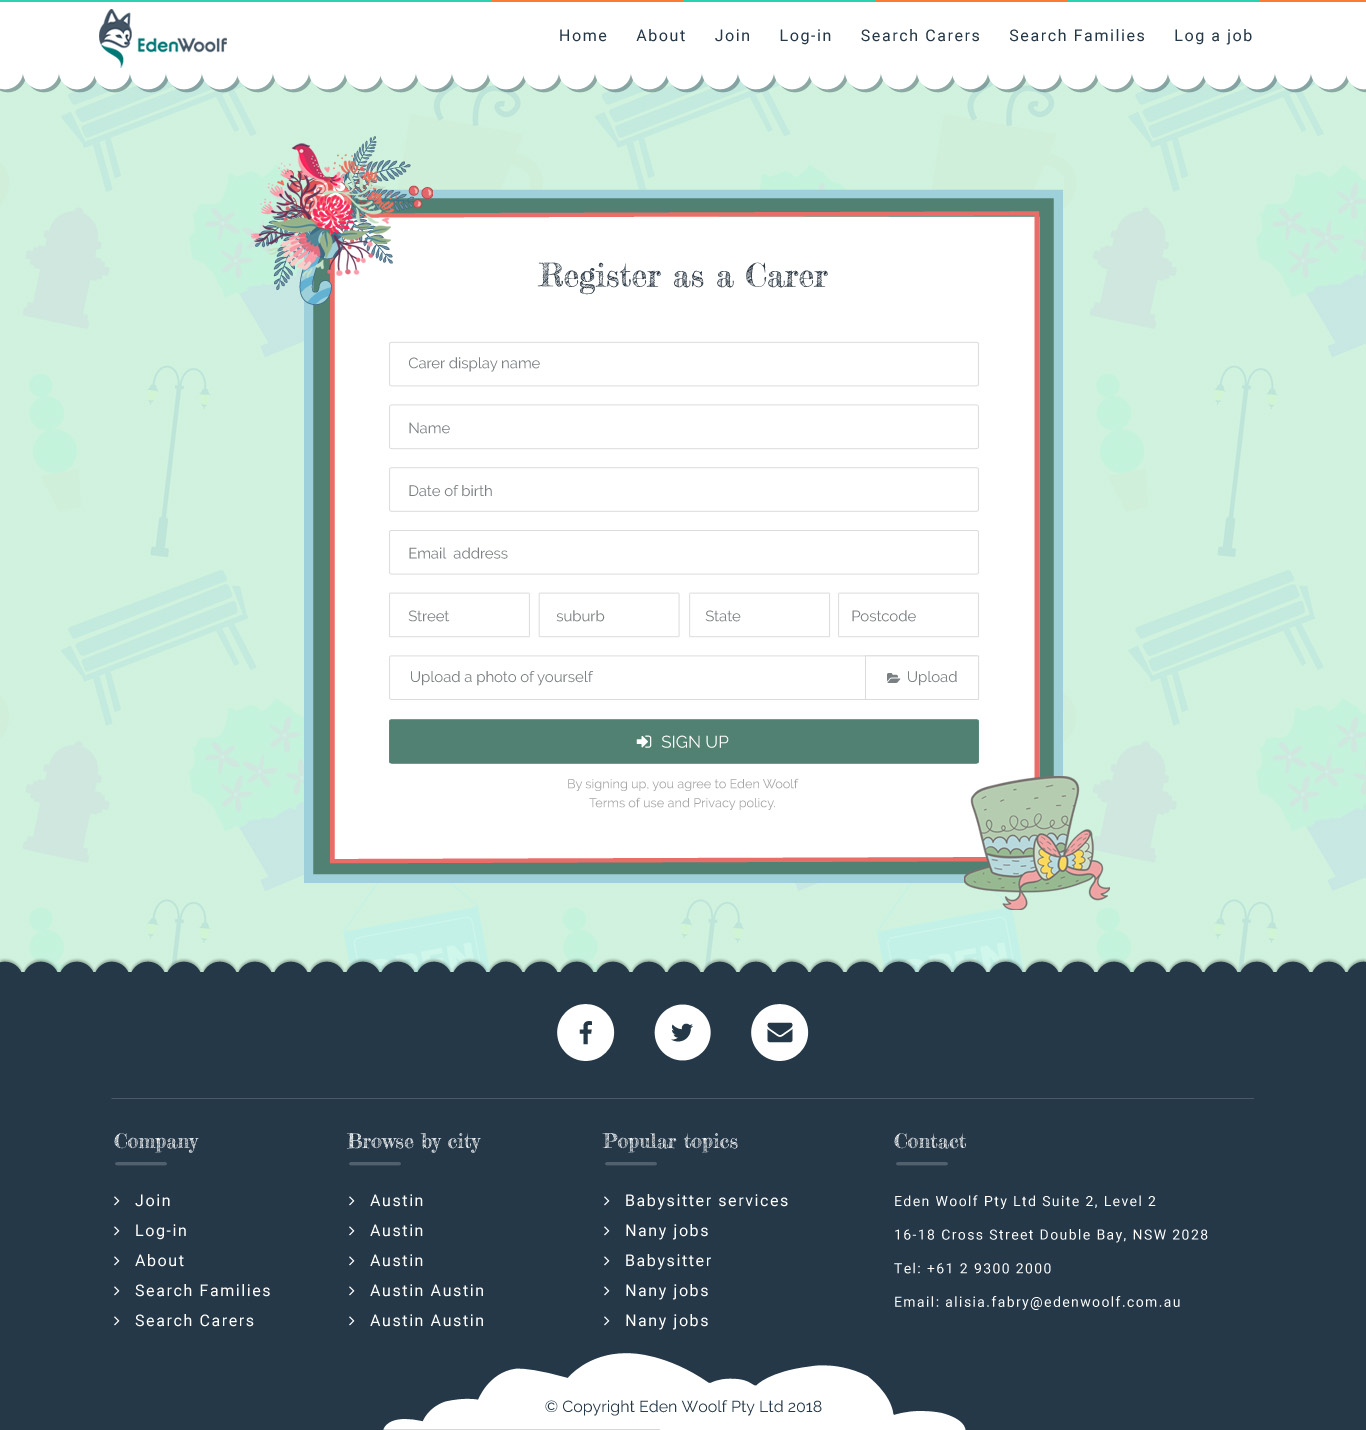 EdenWoolf
Home About Join Log-in Search Carers Search Families Log a job
Register as a Carer
Carer display name
Name
Date of birth
Email address
Street suburb State Postcode
Upload a photo of yourself Upload
SIGN UP
By signing up, you agree to Eden Woolf
Terms of use and Privacy policy.
Company
Join
Log-in
About
Search Families
Search Carers
Browse by city
Austin
Austin
Austin
Austin Austin
Austin Austin
Popular topics
Babysitter services
Nany jobs
Babysitter
Nany jobs
Nany jobs
Contact
Eden Woolf Pty Ltd Suite 2, Level 2
16-18 Cross Street Double Bay, NSW 2028
Tel: +61 2 9300 2000
Email: alisia.fabry@edenwoolf.com.au
© Copyright Eden Woolf Pty Ltd 2018